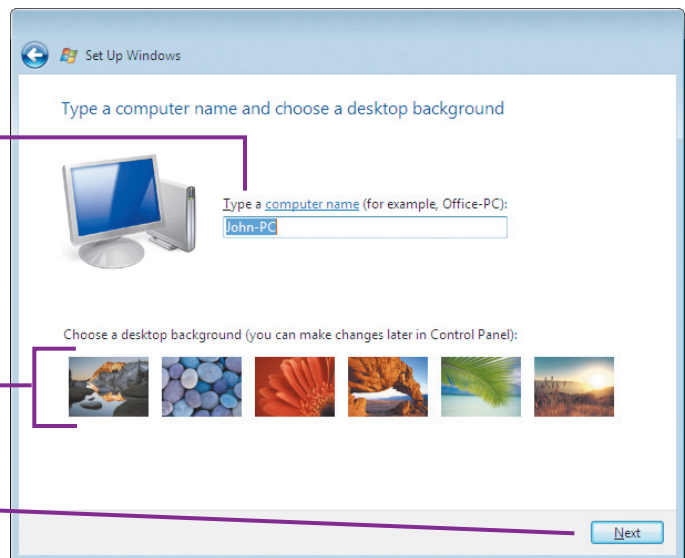 Set Up Windows
Type a computer name and choose a desktop background
Type a computer name (for example, Office-PC):
John-PC
Choose a desktop background (you can make changes later in Control Panel):
Next